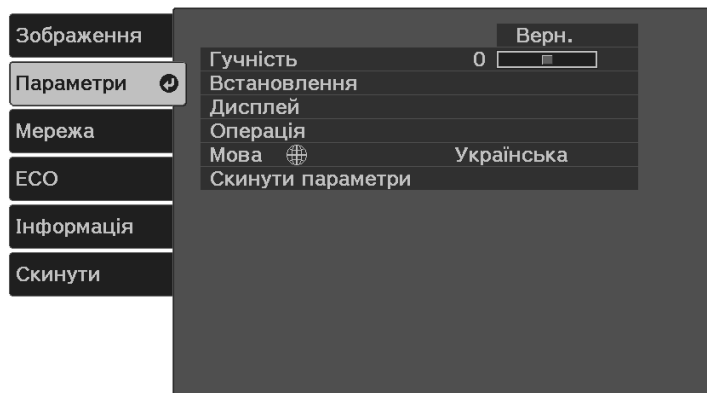 Зображення
Параметри
Мережа
ECO
Інформація
Скинути
Верн.
Гучність 0
Встановлення
Дисплей
Операція
Мова Українська
Скинути параметри